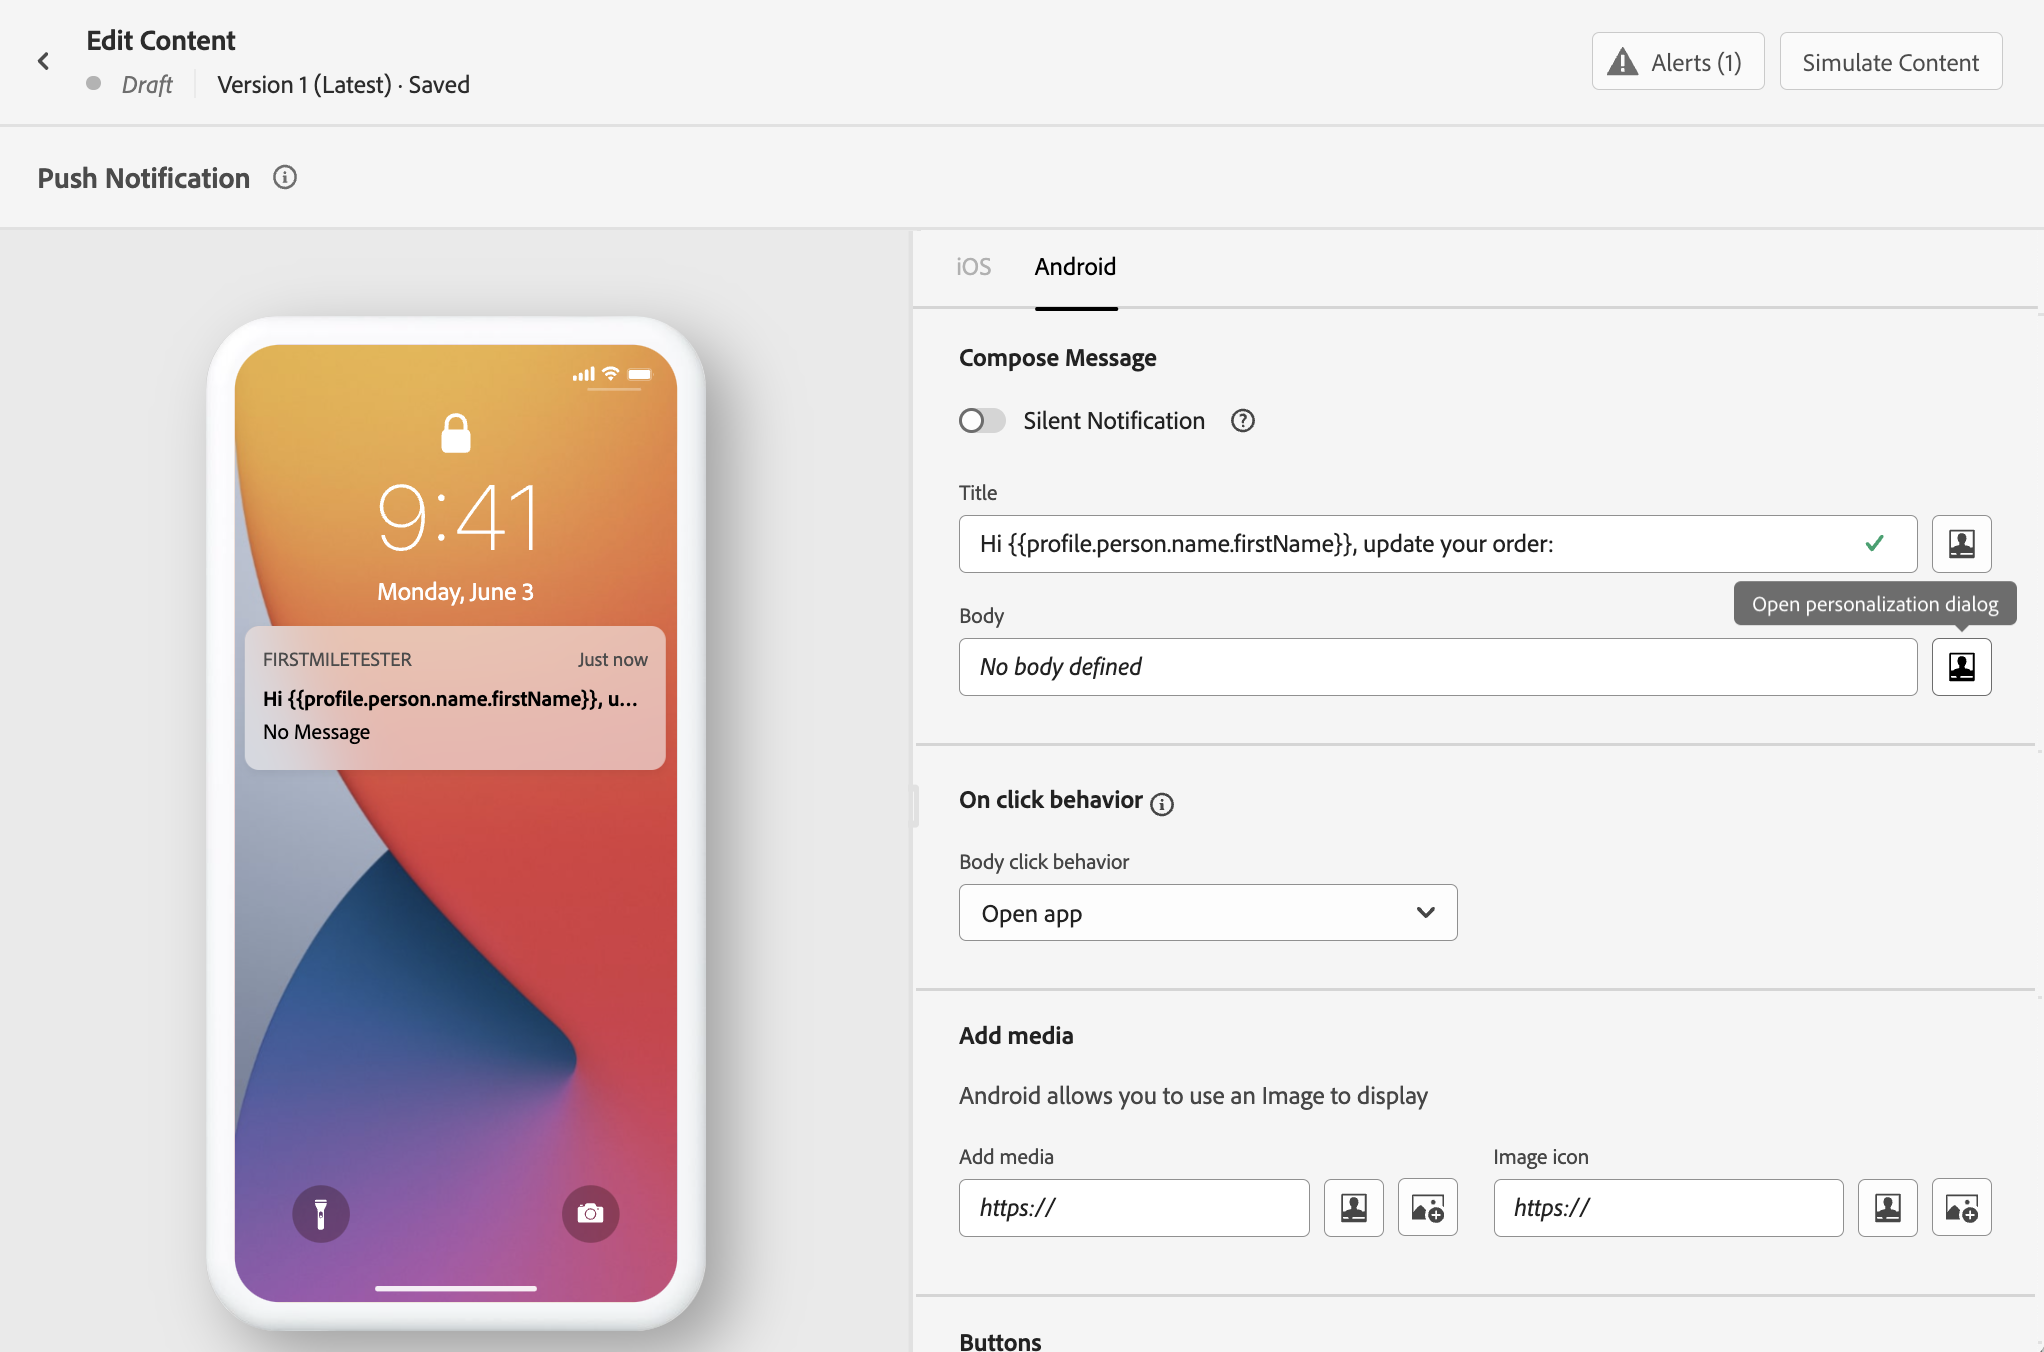 Edit Content
Draft
Version 1 (Latest) · Saved
Alerts (1)
Simulate Content
Push Notification
iOS
Android
Compose Message
Silent Notification
Title
Hi {{profile.person.name.firstName}}, update your order:
Open personalization dialog
Body
No body defined
9:41
Monday, June 3
FIRSTMILETESTER
Just now
Hi {{profile.person.name.firstName}}, u...
No Message
On click behavior
Body click behavior
Open app
Add media
Android allows you to use an Image to display
Add media
Image icon
https://
https://
Buttons